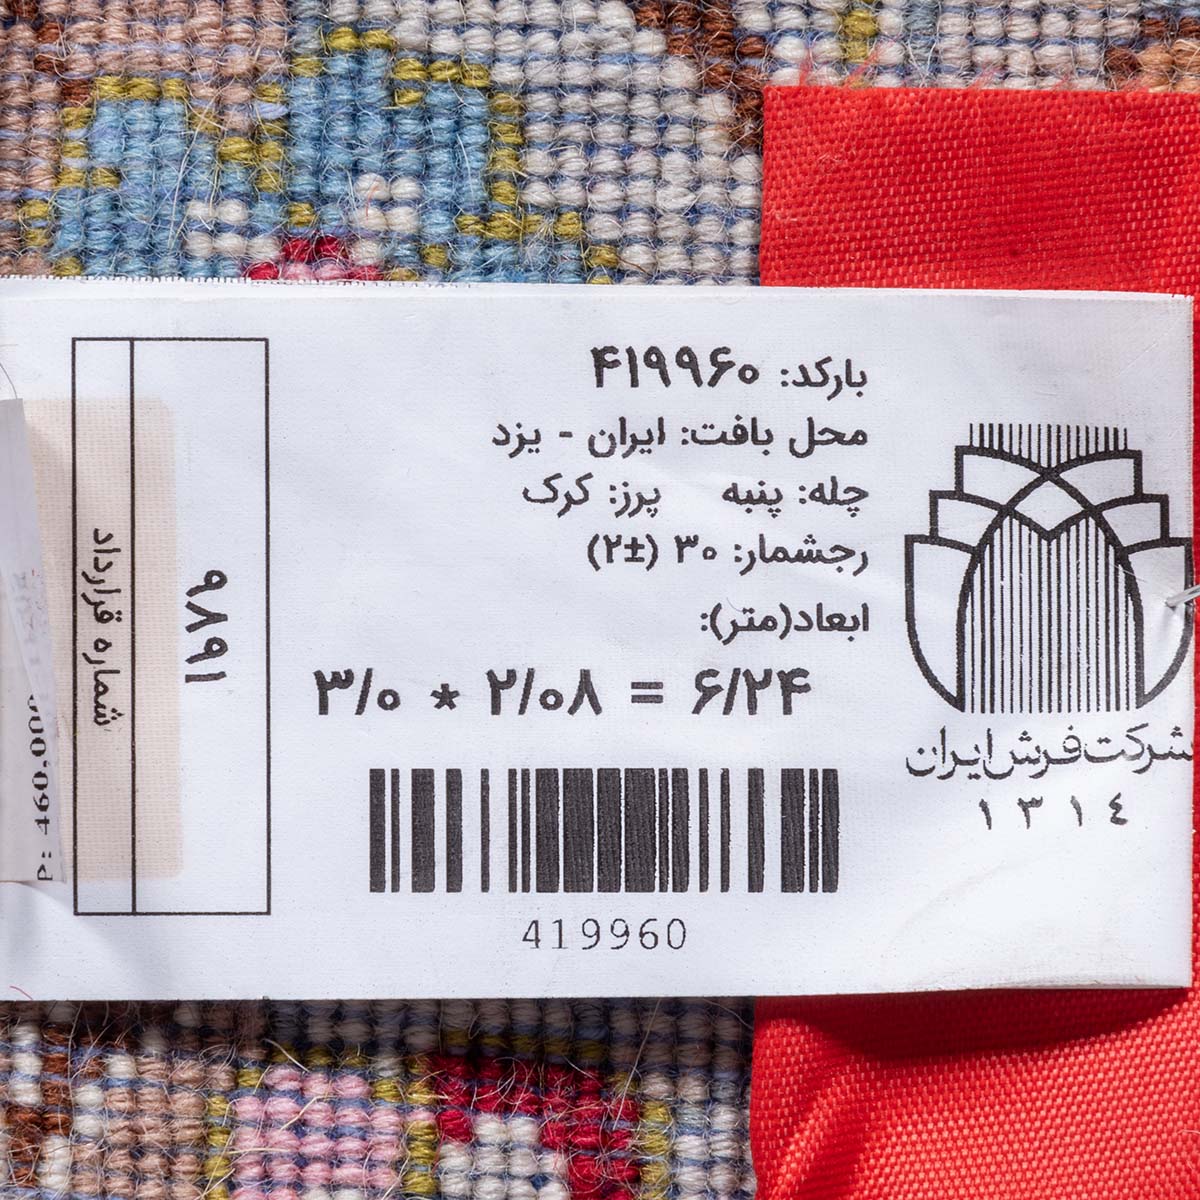 بارکد: ۴۱۹۹۶۰
محل بافت: ایران - یزد
چله: پنبه پرز: کرک
رجشمار: ۳۰ (±۲)
ابعاد(متر):
۳/۰ * ۲/۰۸ = ۶/۲۴
419960
شرکت فرش ایران
١٣١٤
شماره قرارداد
۹۸۹۱
P: 460.000